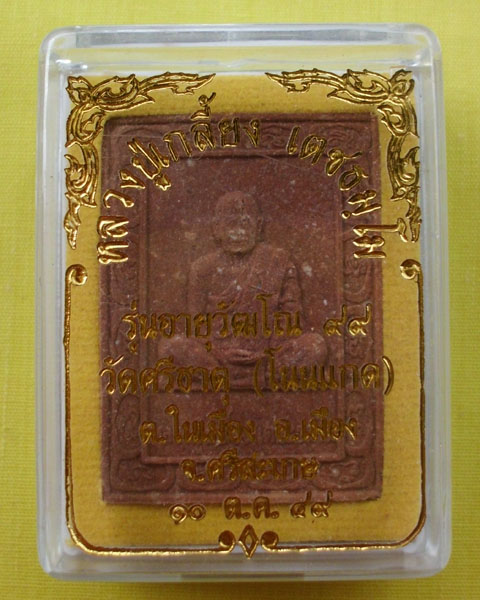 หลวงปู่เกลี้ยง เตชธมฺโม
รุ่นอายุวัฒโณ ๙๙
วัดศรีธาตุ (โนนแกด)
ต.ในเมือง อ.เมือง
จ.ศรีสะเกษ
๑๐ ต.ค. ๔๙